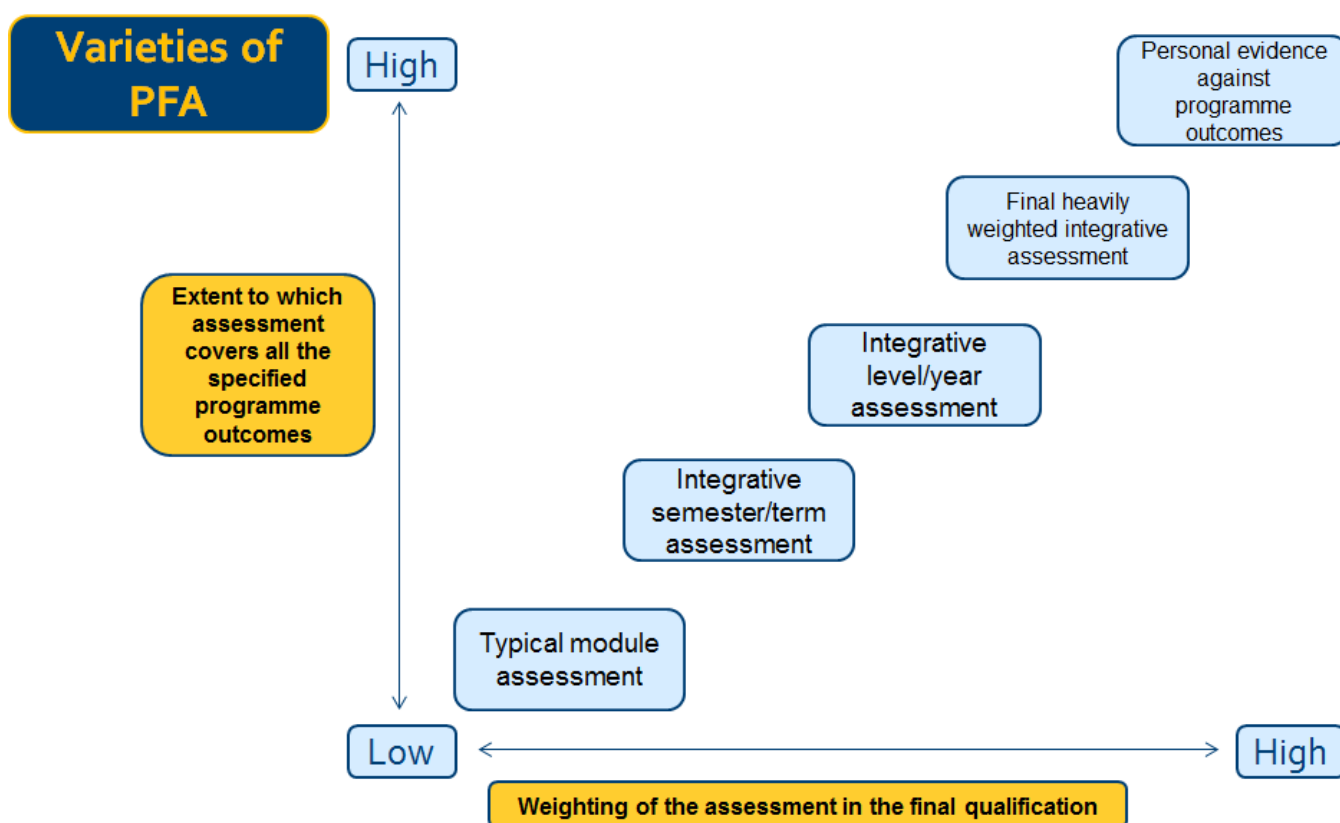 Varieties of
PFA
High
Personal evidence
against
programme
outcomes
Final heavily
weighted integrative
assessment
Extent to which
assessment
covers all the
specified
programme
outcomes
Integrative
level/year
assessment
Integrative
semester/term
assessment
Typical module
assessment
Low
High
Weighting of the assessment in the final qualification